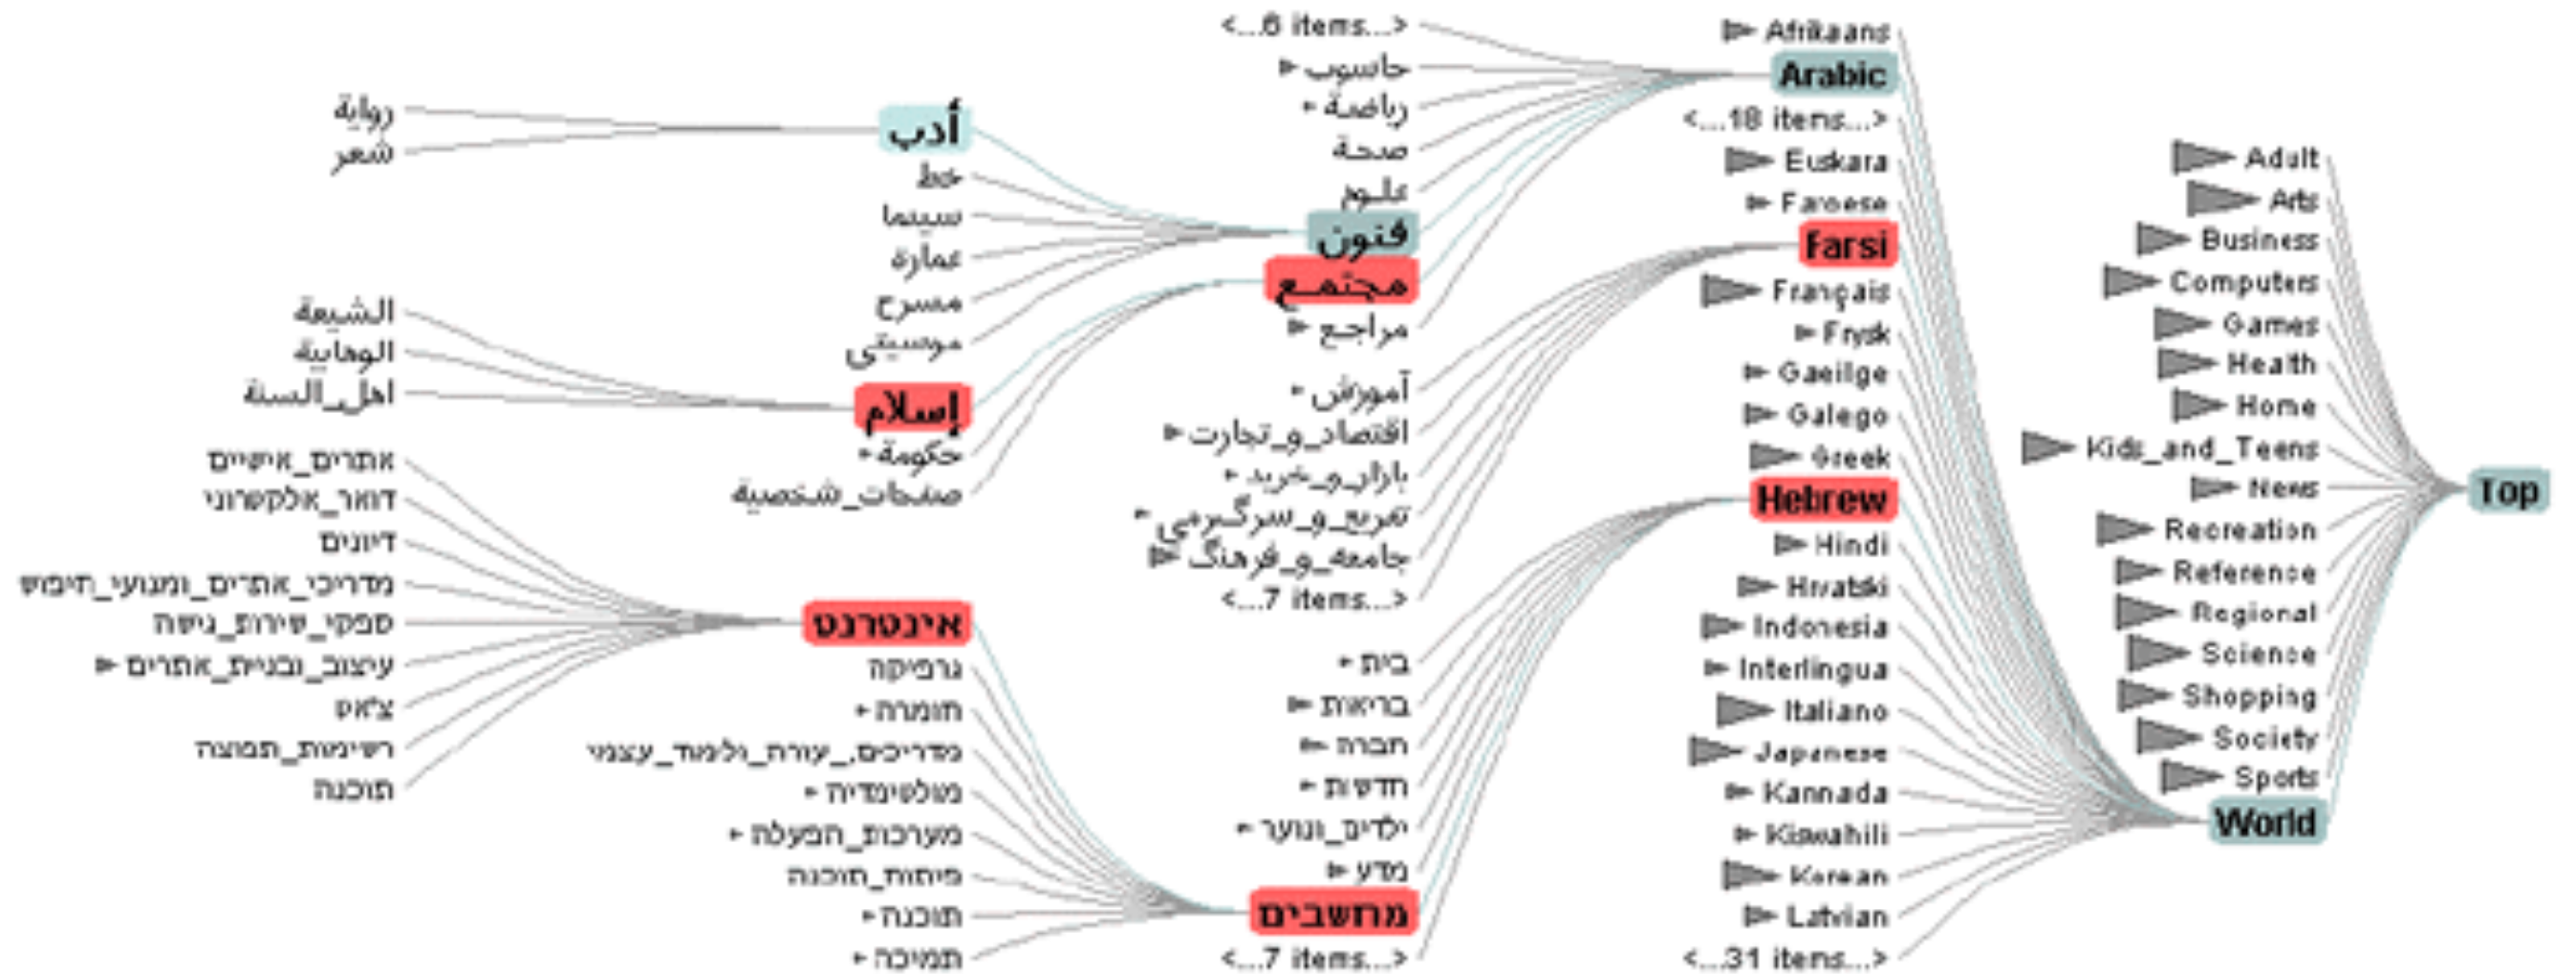 Top
Adult
Arts
Business
Computers
Games
Health
Home
Kids_and_Teens
News
Recreation
Reference
Regional
Science
Shopping
Society
Sports
World
Afrikaans
Arabic
<...18 items...>
Euskara
Faroese
Farsi
Français
Frysk
Gaeilge
Galego
Greek
Hebrew
Hindi
Hrvatski
Indonesia
Interlingua
Italiano
Japanese
Kannada
Kiswahili
Korean
Latvian
<...31 items...>
<...6 items...>
حاسوب
رياضة
صحة
علوم
فنون
مجتمع
مراجع
آموزش
اقتصاد_و_تجارت
بازار_و_خريد
تفريح_و_سرگرمى
جامعه_و_فرهنگ
<...7 items...>
בית
בריאות
חברה
חדשות
ילדים_ונוער
מדע
מחשבים
<...7 items...>
أدب
خط
سينما
عمارة
مسرح
موسيقى
إسلام
حكومة
صفحات_شخصية
אינטרנט
גרפיקה
חומרה
מדריכים,_עזרה_ולימוד_עצמי
מולטימדיה
מערכות_הפעלה
פיתוח_תוכנה
תוכנה
תמיכה
رواية
شعر
الشيعة
الوهابية
اهل_السنة
אתרים_אישיים
דואר_אלקטרוני
דיונים
מדריכי_אתרים_ומנועי_חיפוש
ספקי_שירות_גישה
עיצוב_ובניית_אתרים
צ'אט
רשימות_תפוצה
תוכנה